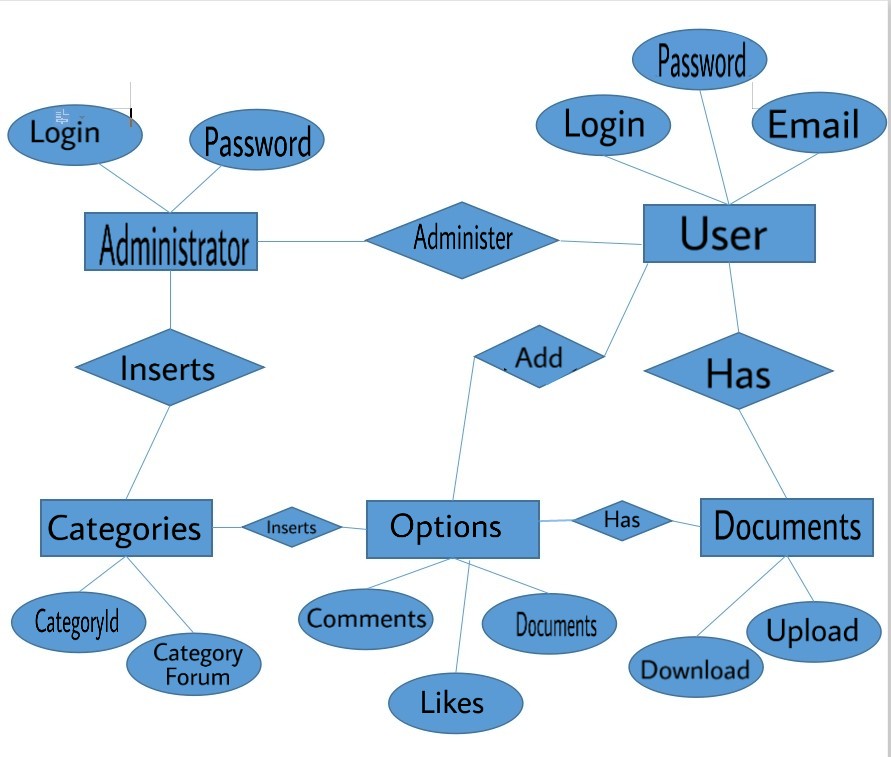 Password
Login
Email
Login
Password
Administrator
Administer
User
Add
Inserts
Has
Categories
Inserts
Options
Has
Documents
CategoryId
Comments
Documents
Upload
Category
Forum
Download
Likes